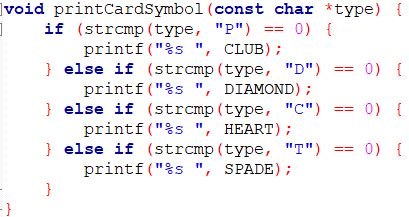 void printCardSymbol(const char *type) {
    if (strcmp(type, "P") == 0) {
        printf("%s ", CLUB);
    } else if (strcmp(type, "D") == 0) {
        printf("%s ", DIAMOND);
    } else if (strcmp(type, "C") == 0) {
        printf("%s ", HEART);
    } else if (strcmp(type, "T") == 0) {
        printf("%s ", SPADE);
    }
}